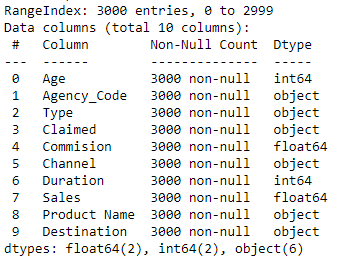 RangeIndex: 3000 entries, 0 to 2999
Data columns (total 10 columns):
 #   Column        Non-Null Count  Dtype
---  ------        --------------  -----
 0   Age           3000 non-null   int64
 1   Agency_Code   3000 non-null   object
 2   Type          3000 non-null   object
 3   Claimed       3000 non-null   object
 4   Commision     3000 non-null   float64
 5   Channel       3000 non-null   object
 6   Duration      3000 non-null   int64
 7   Sales         3000 non-null   float64
 8   Product Name  3000 non-null   object
 9   Destination   3000 non-null   object
dtypes: float64(2), int64(2), object(6)